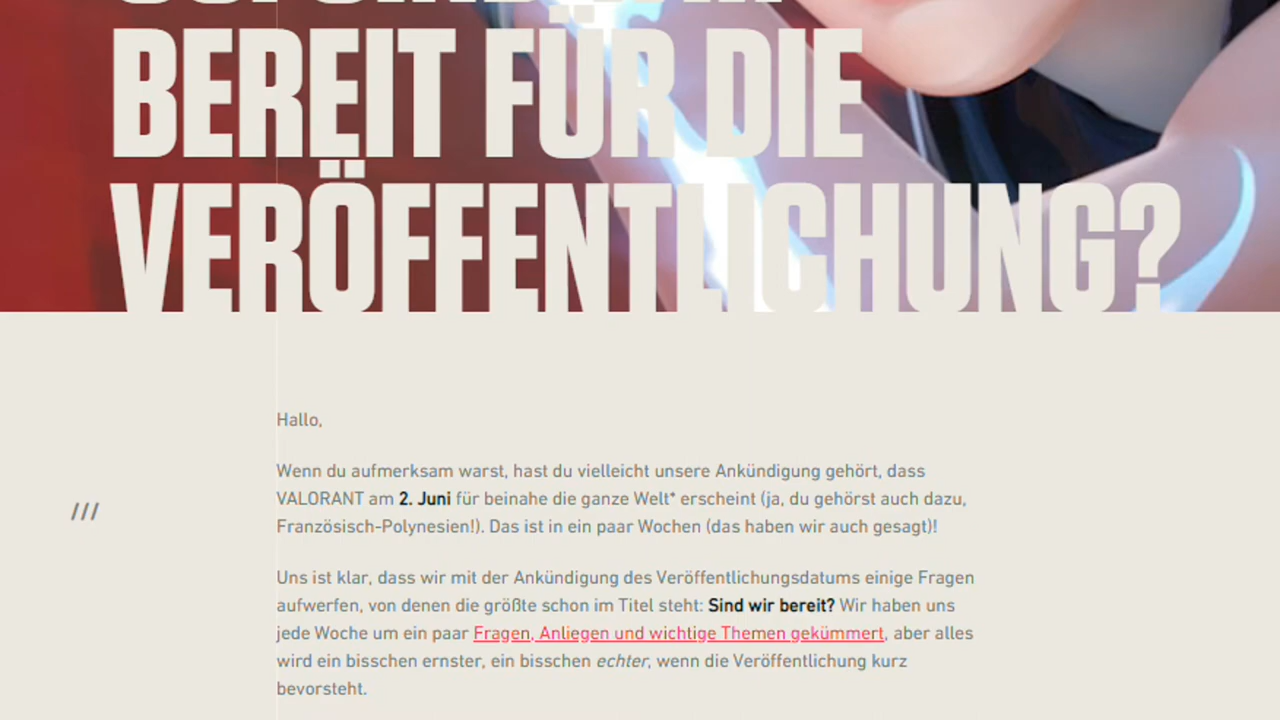 BEREIT FÜR DIE
VERÖFFENTLICHUNG?
Hallo,
Wenn du aufmerksam warst, hast du vielleicht unsere Ankündigung gehört, dass
VALORANT am 2. Juni für beinahe die ganze Welt* erscheint (ja, du gehörst auch dazu,
///
Französisch-Polynesien!). Das ist in ein paar Wochen (das haben wir auch gesagt)!
Uns ist klar, dass wir mit der Ankündigung des Veröffentlichungsdatums einige Fragen
aufwerfen, von denen die größte schon im Titel steht: Sind wir bereit? Wir haben uns
jede Woche um ein paar Fragen, Anliegen und wichtige Themen gekümmert, aber alles
wird ein bisschen ernster, ein bisschen echter, wenn die Veröffentlichung kurz
bevorsteht.